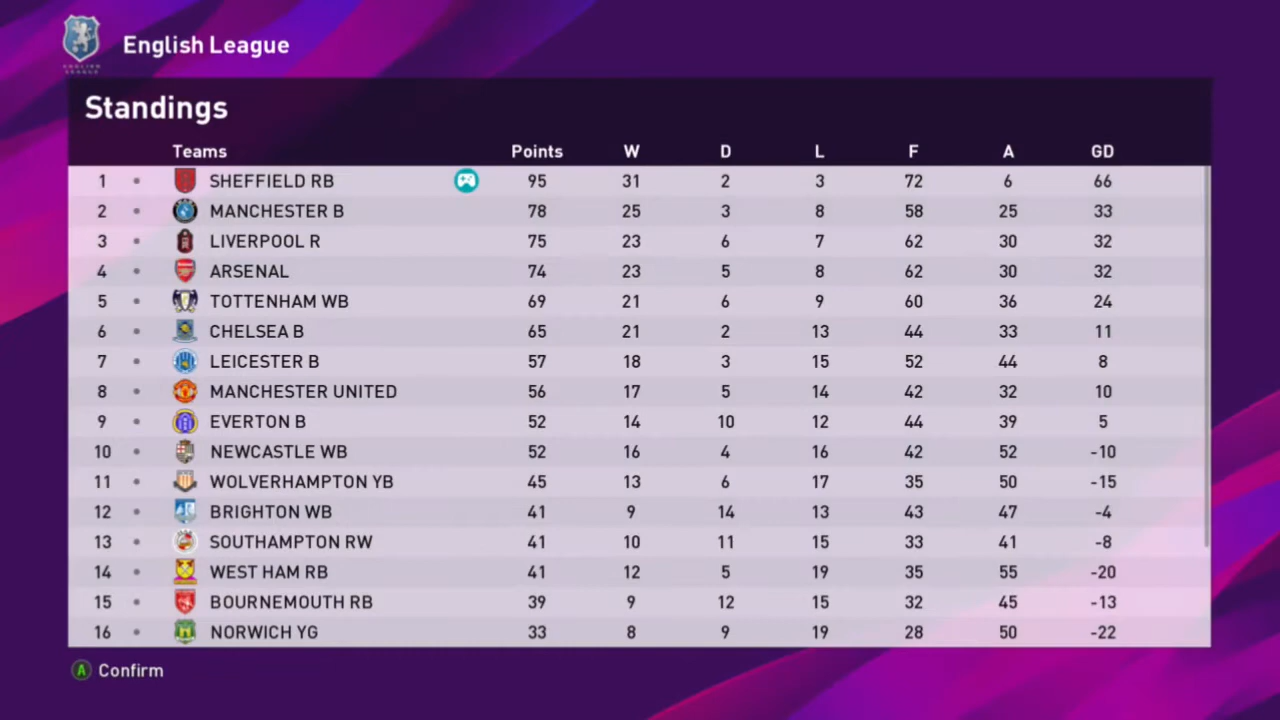 English League
ENGLISH
LEAGUE
Standings
Teams Points W D L F A GD
1 SHEFFIELD RB 95 31 2 3 72 6 66
2 MANCHESTER B 78 25 3 8 58 25 33
3 LIVERPOOL R 75 23 6 7 62 30 32
4 ARSENAL 74 23 5 8 62 30 32
5 TOTTENHAM WB 69 21 6 9 60 36 24
6 CHELSEA B 65 21 2 13 44 33 11
7 LEICESTER B 57 18 3 15 52 44 8
8 MANCHESTER UNITED 56 17 5 14 42 32 10
9 EVERTON B 52 14 10 12 44 39 5
10 NEWCASTLE WB 52 16 4 16 42 52 -10
11 WOLVERHAMPTON YB 45 13 6 17 35 50 -15
12 BRIGHTON WB 41 9 14 13 43 47 -4
13 SOUTHAMPTON RW 41 10 11 15 33 41 -8
14 WEST HAM RB 41 12 5 19 35 55 -20
15 BOURNEMOUTH RB 39 9 12 15 32 45 -13
16 NORWICH YG 33 8 9 19 28 50 -22
A Confirm